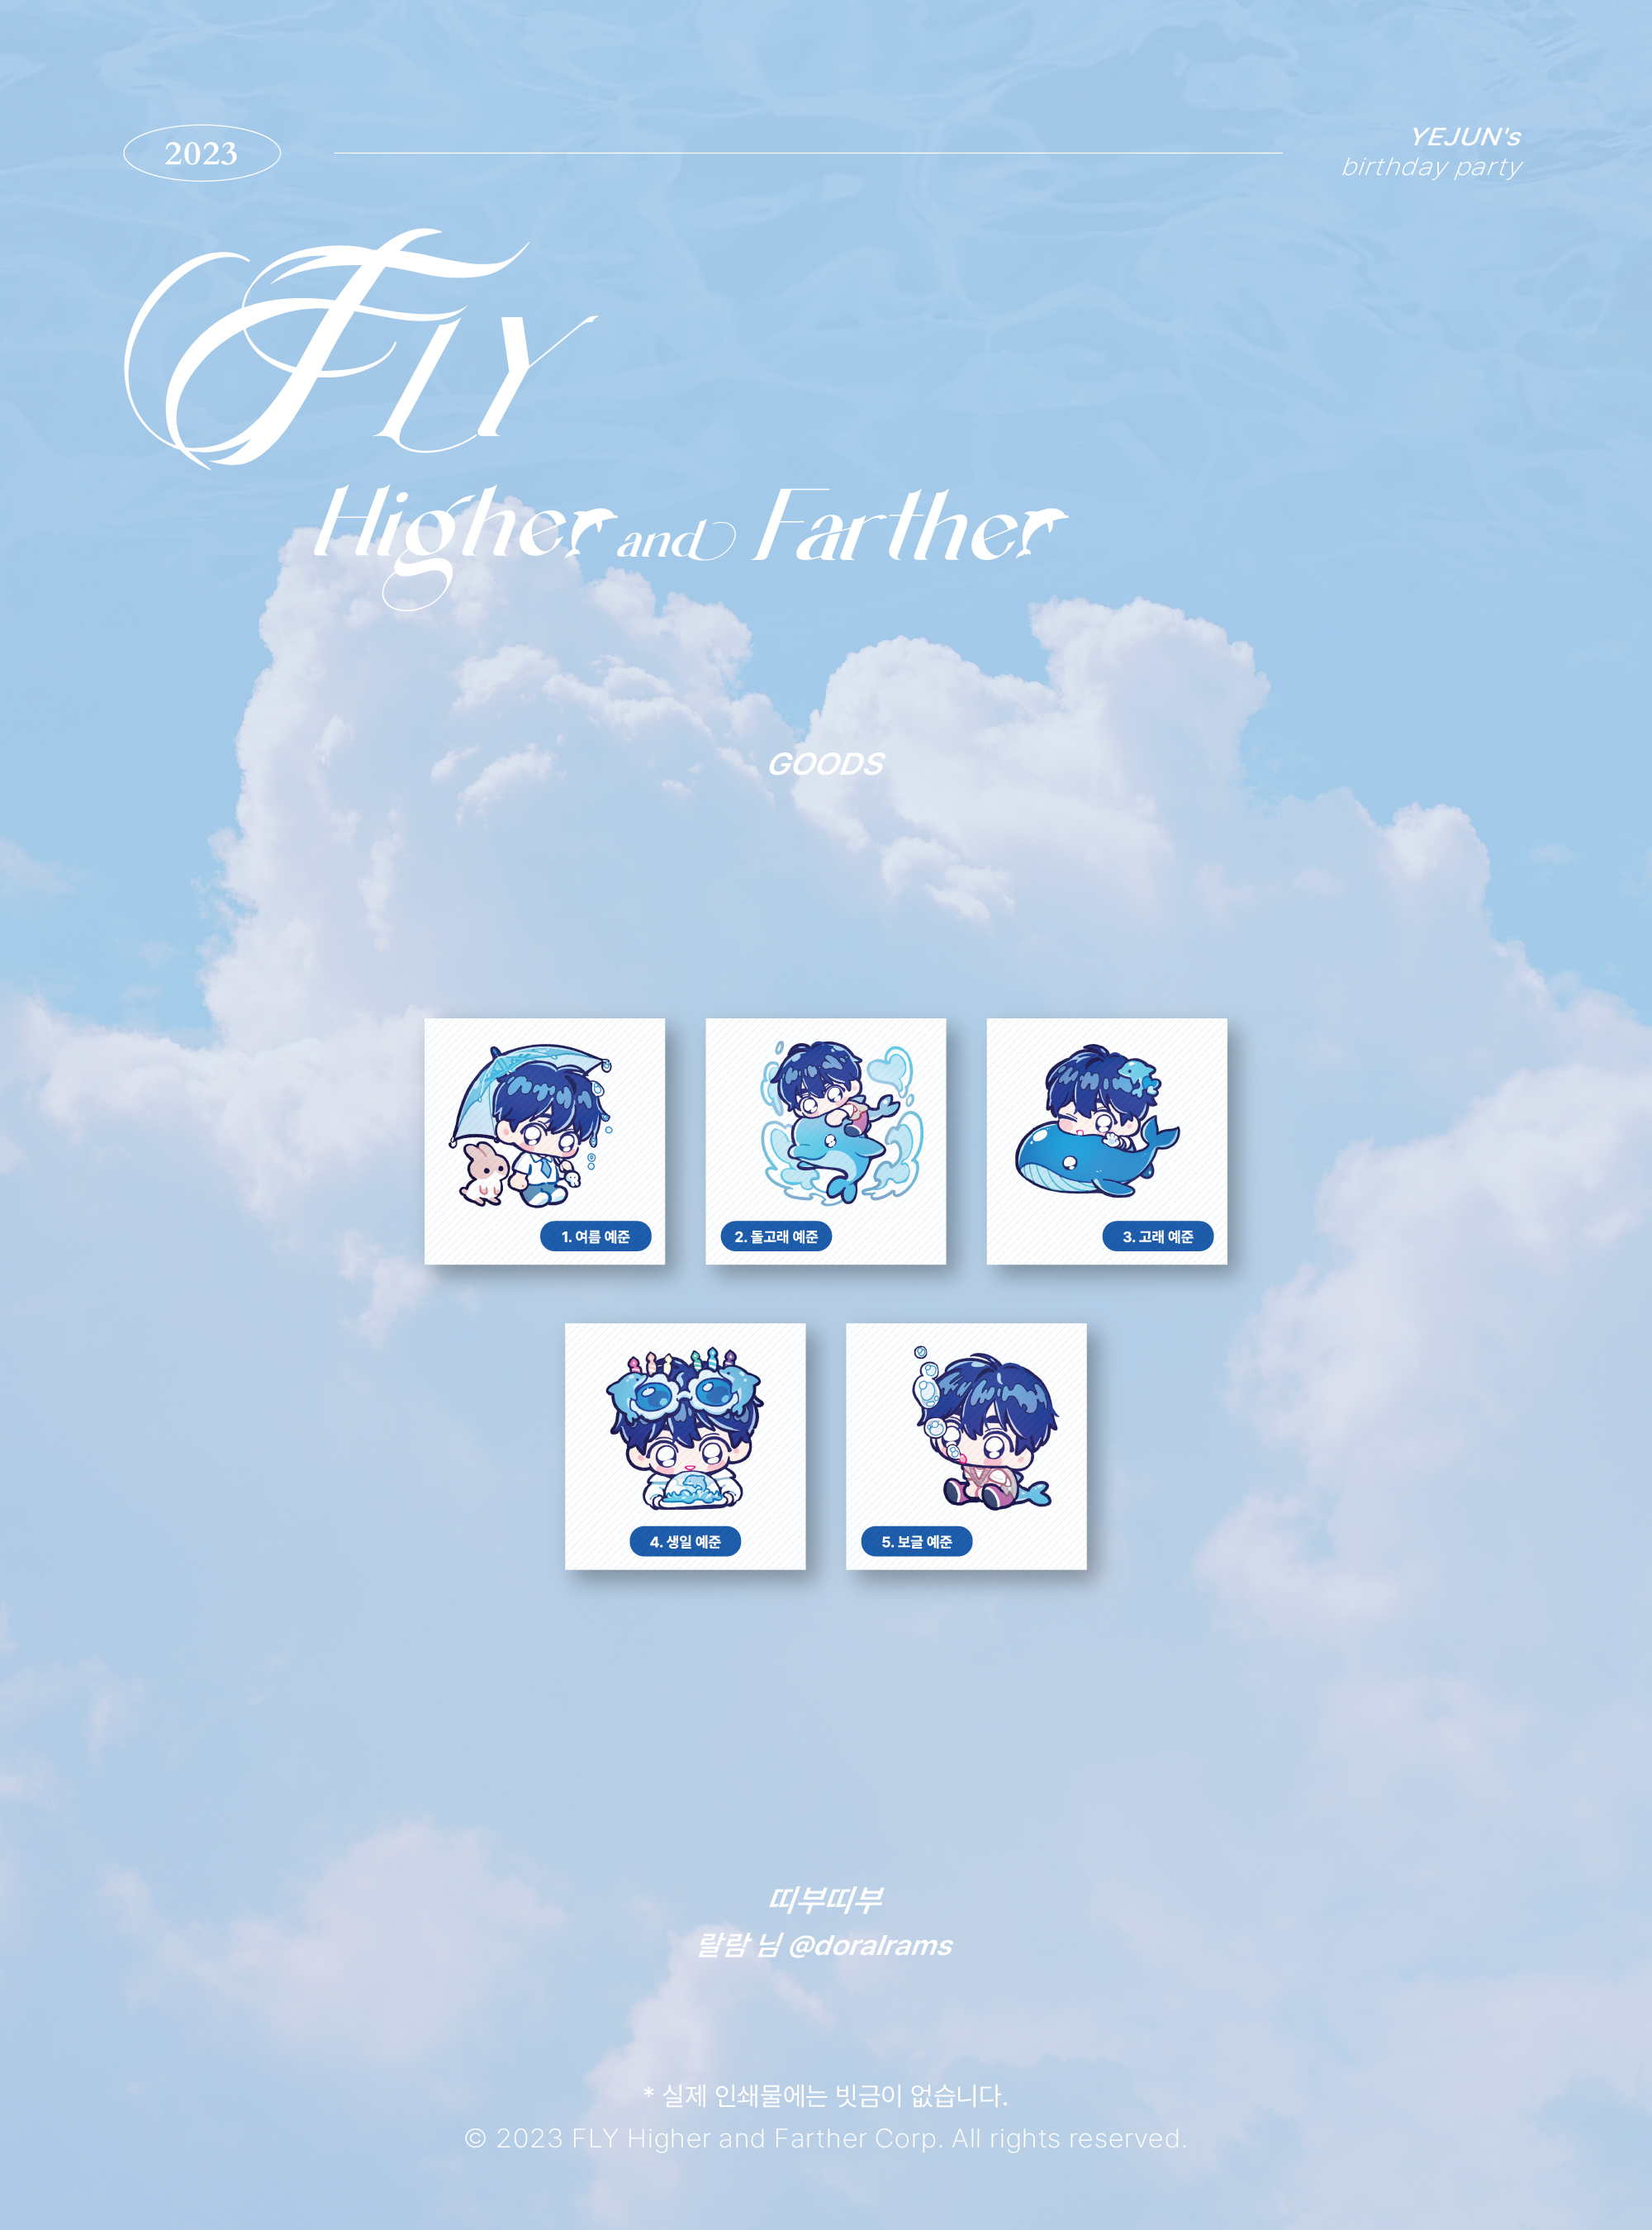 2023
YEJUN's
birthday party
FLY
Higher and Farther
GOODS
1. 여름 예준
2. 돌고래 예준
3. 고래 예준
4. 생일 예준
5. 보글 예준
띠부띠부
랄람 님 @doralrams
* 실제 인쇄물에는 빗금이 없습니다.
© 2023 FLY Higher and Farther Corp. All rights reserved.